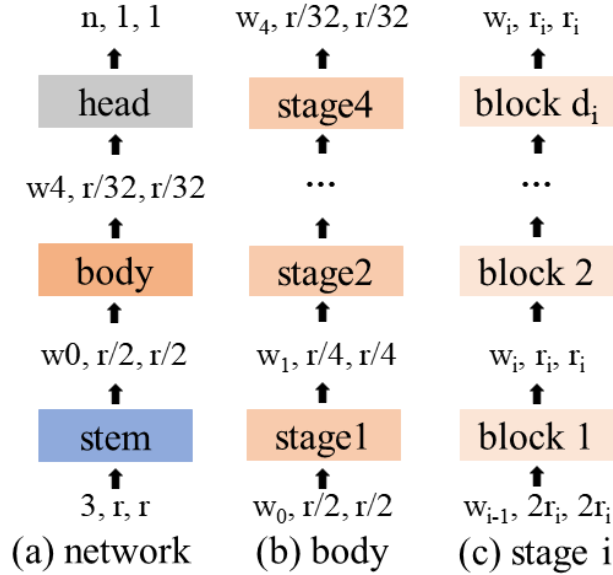 n, 1, 1
head
w4, r/32, r/32
body
w0, r/2, r/2
stem
3, r, r
(a) network
w₄, r/32, r/32
stage4
...
stage2
w₁, r/4, r/4
stage1
w₀, r/2, r/2
(b) body
wᵢ, rᵢ, rᵢ
block dᵢ
...
block 2
wᵢ, rᵢ, rᵢ
block 1
wᵢ₋₁, 2rᵢ, 2rᵢ
(c) stage i